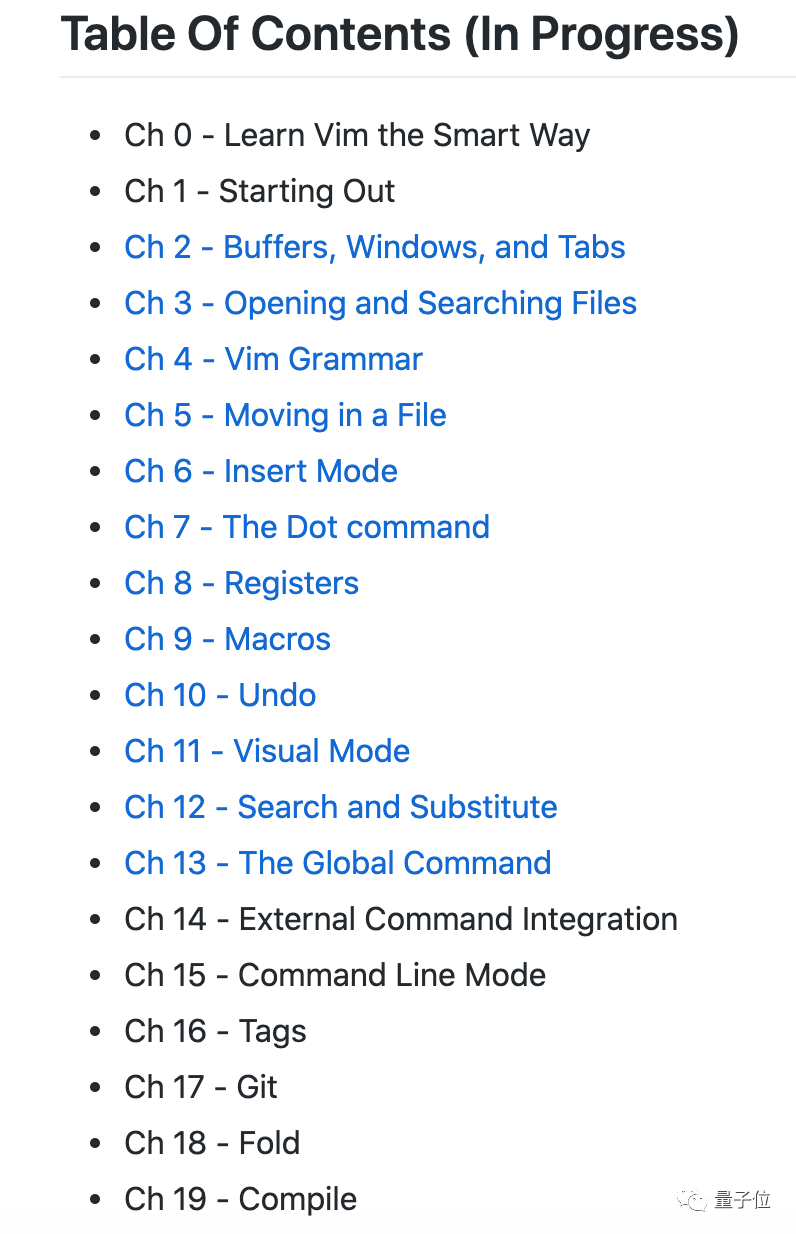 Table Of Contents (In Progress)
Ch 0 - Learn Vim the Smart Way
Ch 1 - Starting Out
Ch 2 - Buffers, Windows, and Tabs
Ch 3 - Opening and Searching Files
Ch 4 - Vim Grammar
Ch 5 - Moving in a File
Ch 6 - Insert Mode
Ch 7 - The Dot command
Ch 8 - Registers
Ch 9 - Macros
Ch 10 - Undo
Ch 11 - Visual Mode
Ch 12 - Search and Substitute
Ch 13 - The Global Command
Ch 14 - External Command Integration
Ch 15 - Command Line Mode
Ch 16 - Tags
Ch 17 - Git
Ch 18 - Fold
Ch 19 - Compile
量子位